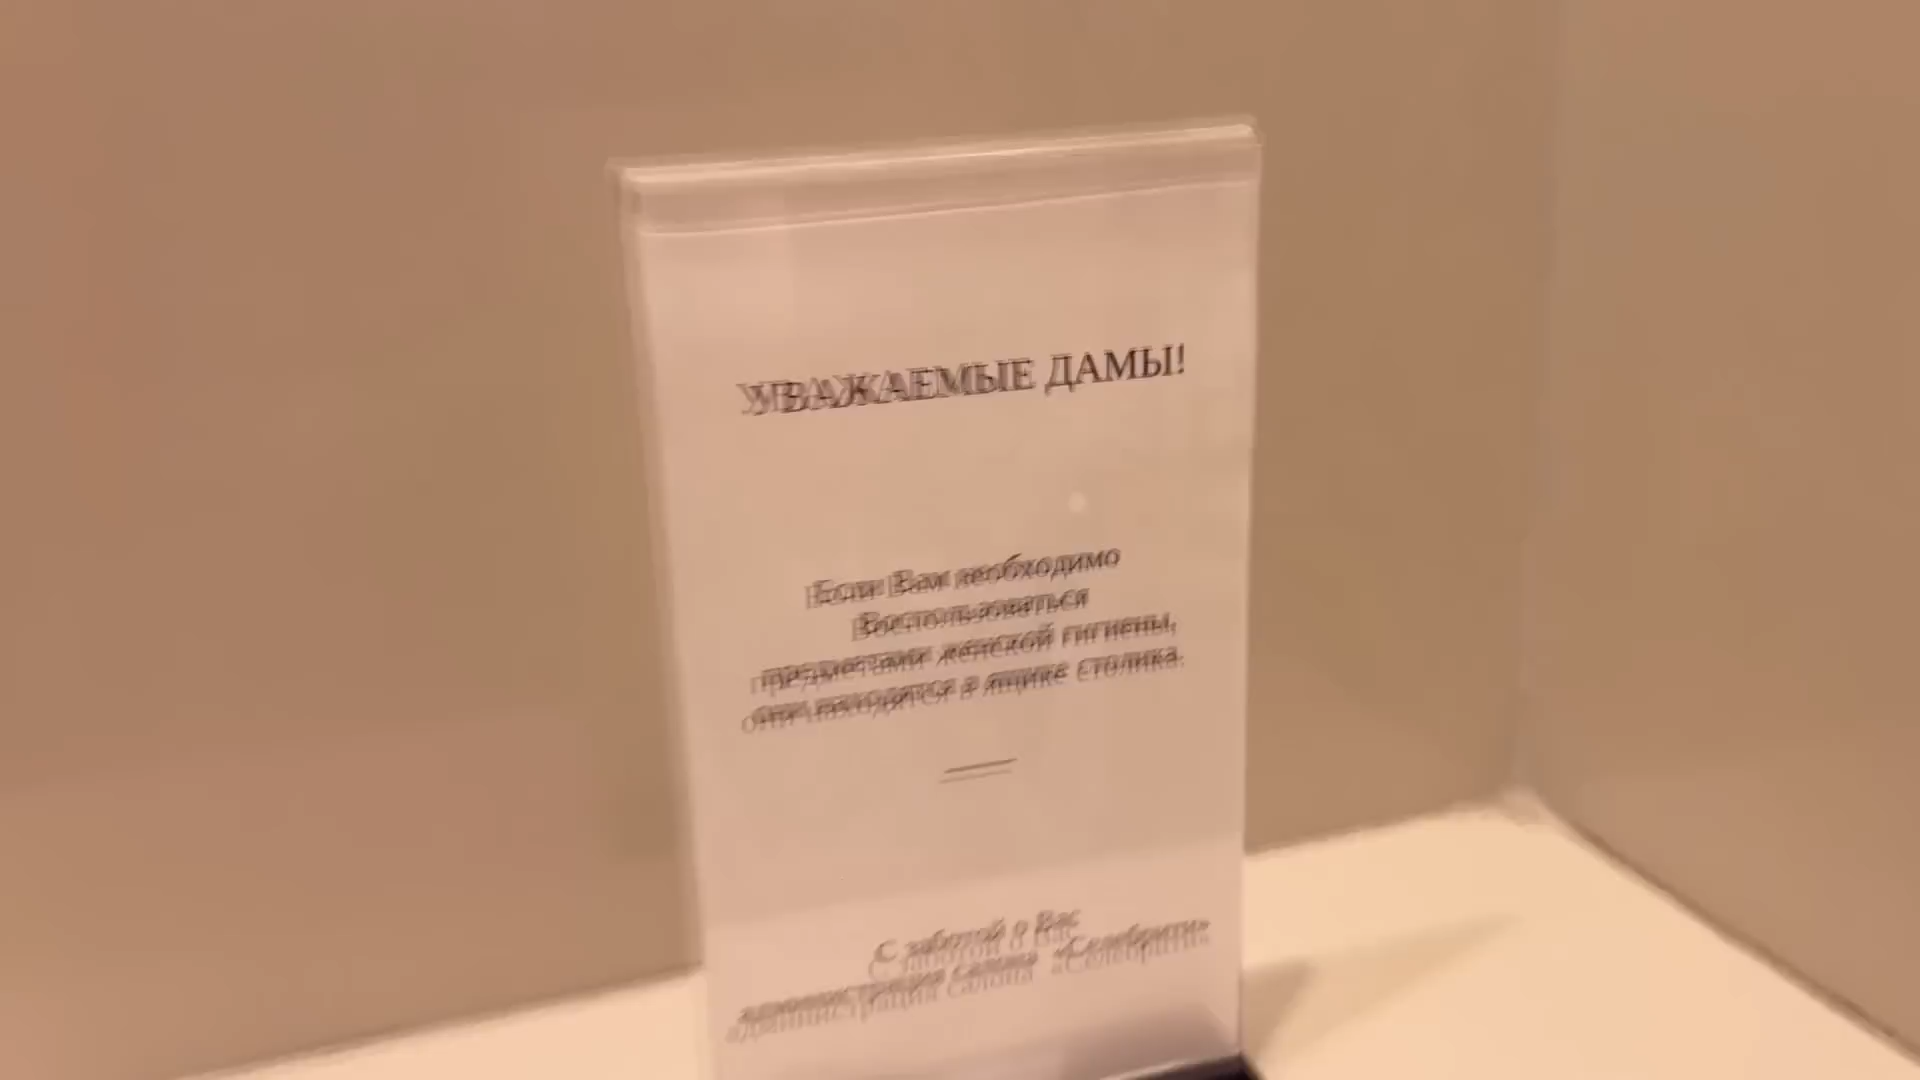 УВАЖАЕМЫЕ ДАМЫ!
Если Вам необходимо
Воспользоваться
предметами женской гигиены,
они находятся в ящике столика.
С заботой о Вас
администрация салона «Селебрити»